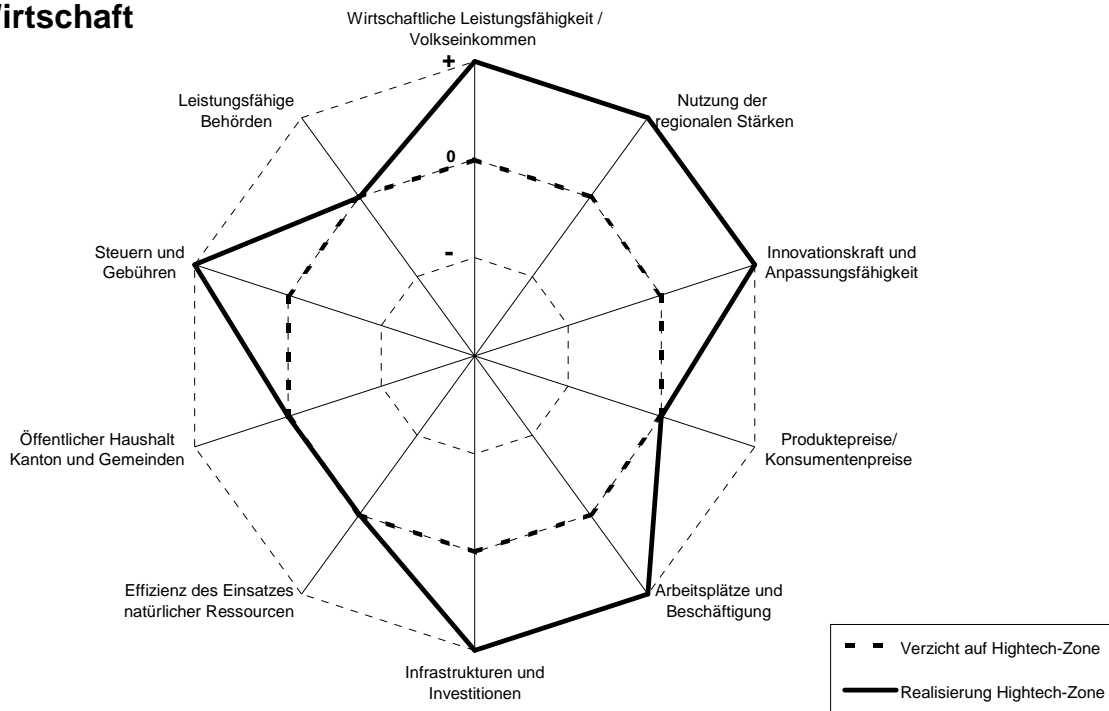 Wirtschaft
Wirtschaftliche Leistungsfähigkeit /
Volkseinkommen
+
Leistungsfähige
Behörden
Nutzung der
regionalen Stärken
0
-
Steuern und
Gebühren
Innovationskraft und
Anpassungsfähigkeit
Öffentlicher Haushalt
Kanton und Gemeinden
Produktepreise/
Konsumentenpreise
Effizienz des Einsatzes
natürlicher Ressourcen
Arbeitsplätze und
Beschäftigung
Infrastrukturen und
Investitionen
Verzicht auf Hightech-Zone
Realisierung Hightech-Zone